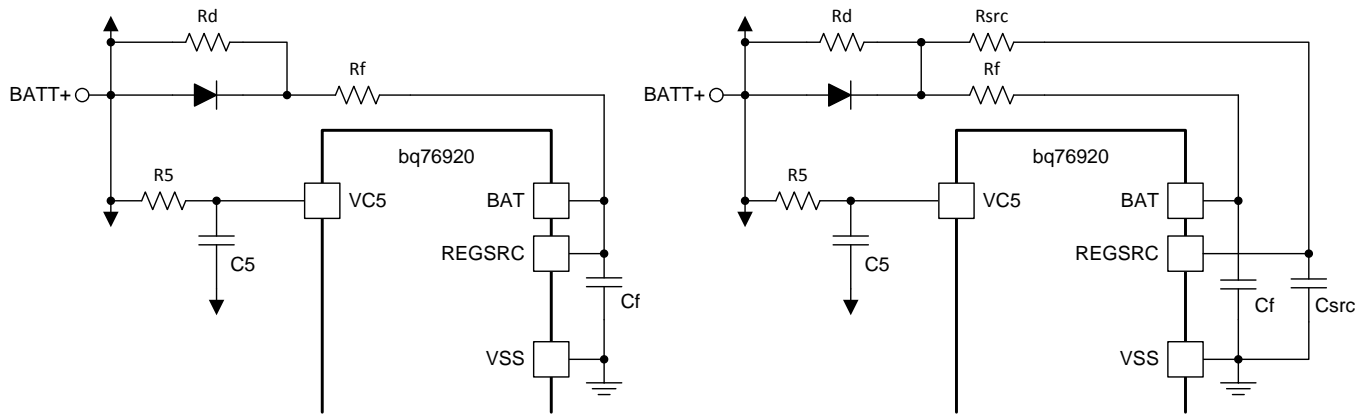 Rd
Rf
BATT+
bq76920
R5
VC5
BAT
REGSRC
C5
Cf
VSS
Rd
Rsrc
Rf
BATT+
bq76920
R5
VC5
BAT
REGSRC
C5
Cf
Csrc
VSS